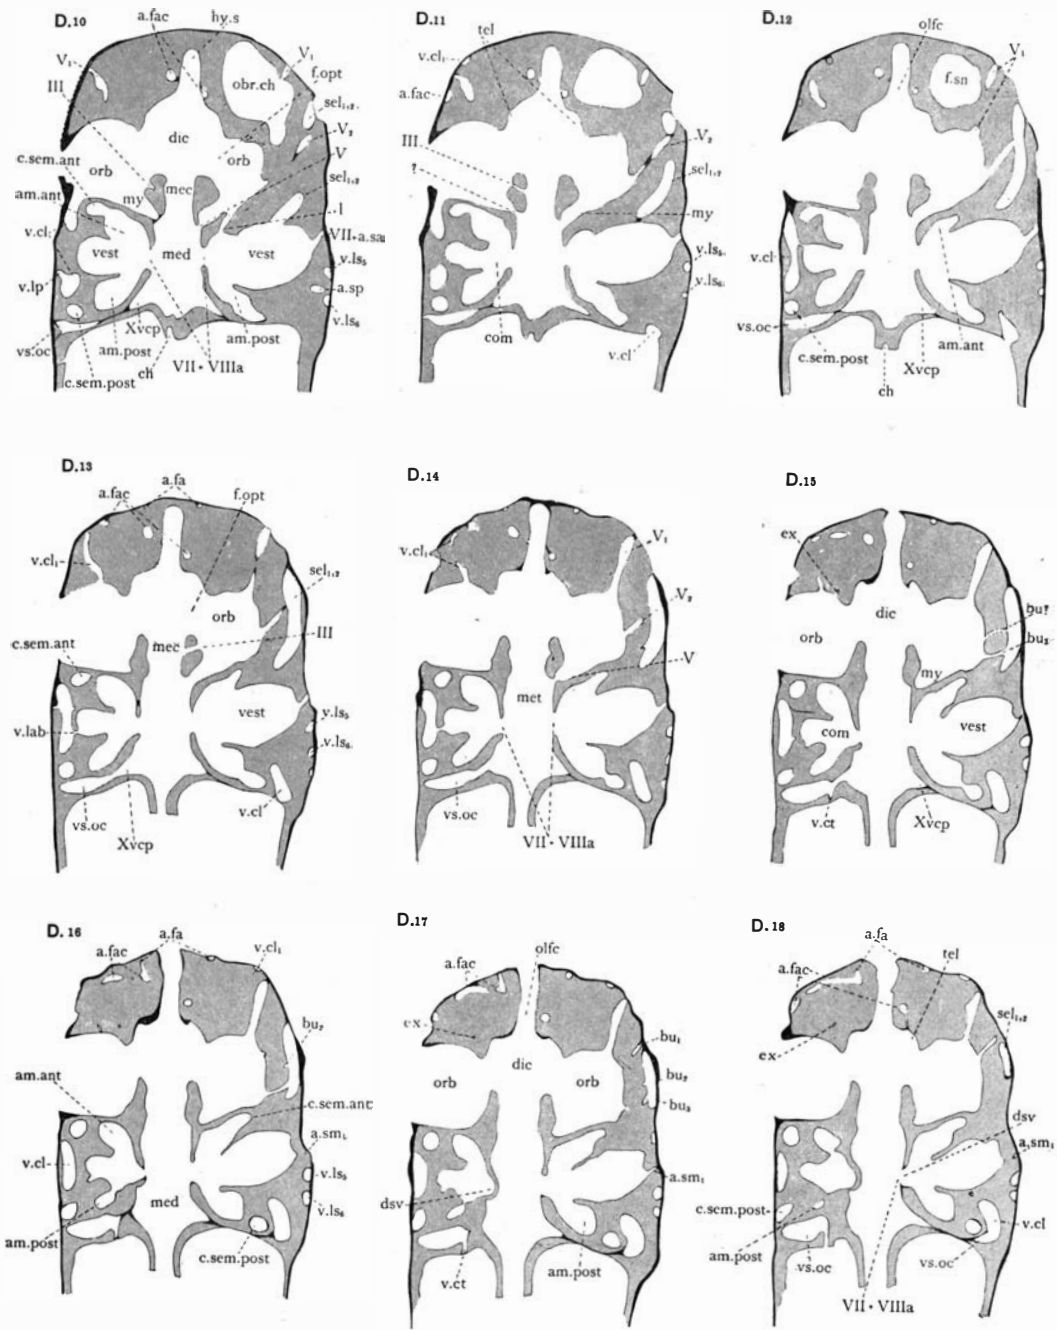 D.10
a.fac
hy.s
V₁
V₁
III
f.opt
obr.ch
sel₁,₂
dic
V₂
c.sem.ant
orb
orb
V
am.ant
my
mec
sel₁,₂
v.cl₁
l
vest
med
vest
VII+a.sa
v.lp
v.ls₅
a.sp
v.ls₆
Xvcp
vs.oc
am.post
am.post
c.sem.post
ch
VII + VIIIa
D.11
tel
v.cl₁
a.fac
III
V₂
?
sel₁,₂
my
v.ls₅
v.ls₆
com
v.cl
D.12
olfc
V₁
f.sn
v.cl
vs.oc
c.sem.post
am.ant
Xvcp
ch
D.13
a.fac
a.fa
f.opt
v.cl₁
sel₁,₂
orb
mec
III
c.sem.ant
v.lab
vest
v.ls₅
v.ls₆
v.cl
vs.oc
Xvcp
D.14
v.cl₁
V₁
V₂
V
met
vs.oc
VII + VIIIa
D.15
ex
dic
orb
bu?
bu₃
my
com
vest
v.ct
Xvcp
D.16
a.fa
a.fac
v.cl₁
bu₂
am.ant
c.sem.ant
a.sm₁
v.cl
v.ls₅
med
v.ls₆
am.post
c.sem.post
D.17
olfc
a.fac
ex
bu₁
dic
orb
orb
bu₂
bu₃
dsv
a.sm₁
v.ct
am.post
D.18
a.fa
a.fac
tel
sel₁,₂
ex
dsv
a.sm₁
c.sem.post
v.cl
am.post
vs.oc
vs.oc
VII + VIIIa